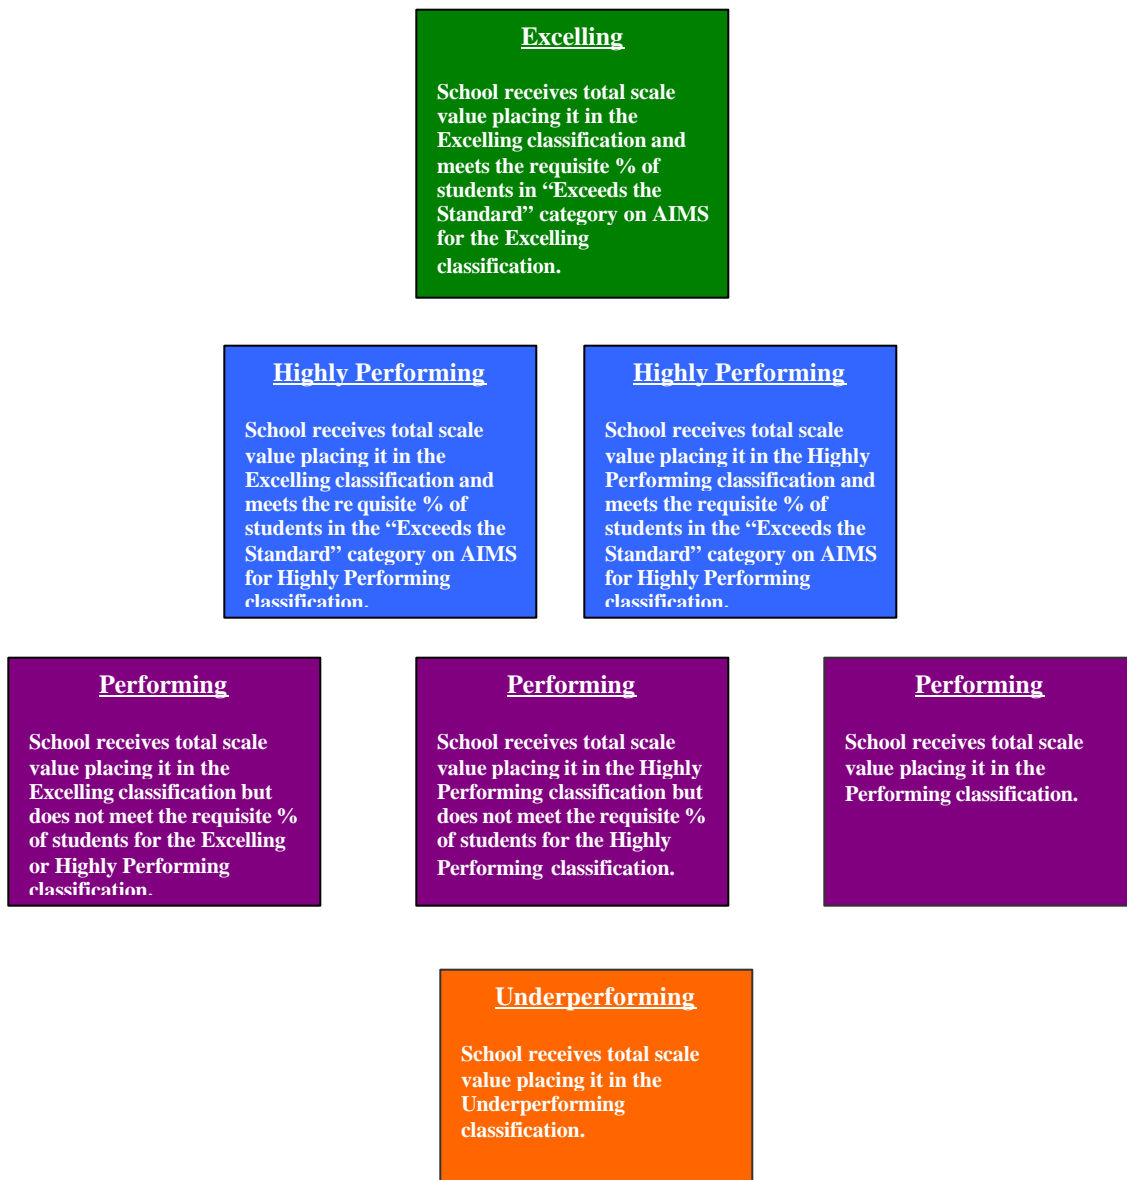 Excelling
School receives total scale
value placing it in the
Excelling classification and
meets the requisite % of
students in “Exceeds the
Standard” category on AIMS
for the Excelling
classification.
Highly Performing
School receives total scale
value placing it in the
Excelling classification and
meets the re quisite % of
students in the “Exceeds the
Standard” category on AIMS
for Highly Performing
classification.
Highly Performing
School receives total scale
value placing it in the Highly
Performing classification and
meets the requisite % of
students in the “Exceeds the
Standard” category on AIMS
for Highly Performing
classification.
Performing
School receives total scale
value placing it in the
Excelling classification but
does not meet the requisite %
of students for the Excelling
or Highly Performing
classification.
Performing
School receives total scale
value placing it in the Highly
Performing classification but
does not meet the requisite %
of students for the Highly
Performing classification.
Performing
School receives total scale
value placing it in the
Performing classification.
Underperforming
School receives total scale
value placing it in the
Underperforming
classification.